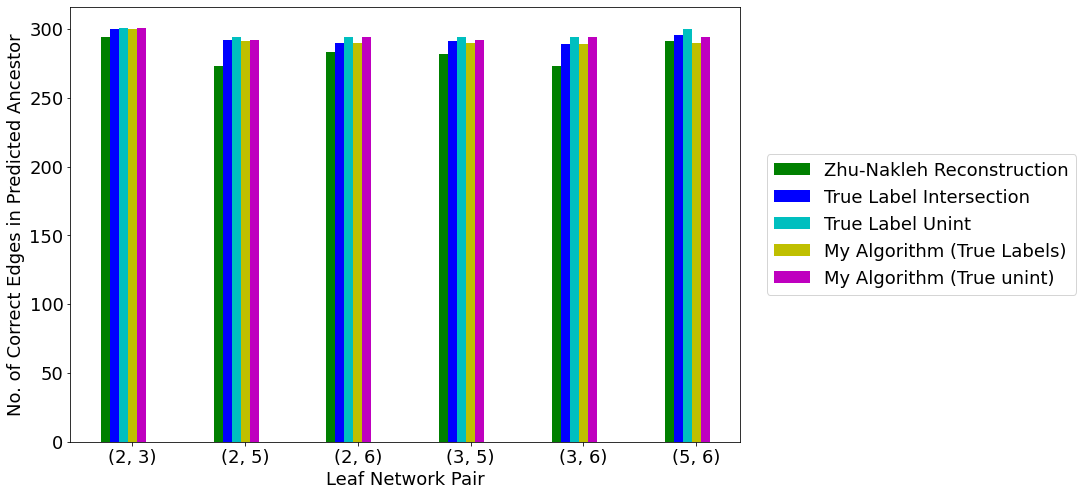 No. of Correct Edges in Predicted Ancestor
300
250
200
150
100
50
0
(2, 3) (2, 5) (2, 6) (3, 5) (3, 6) (5, 6)
Leaf Network Pair
Zhu-Nakleh Reconstruction
True Label Intersection
True Label Unint
My Algorithm (True Labels)
My Algorithm (True unint)